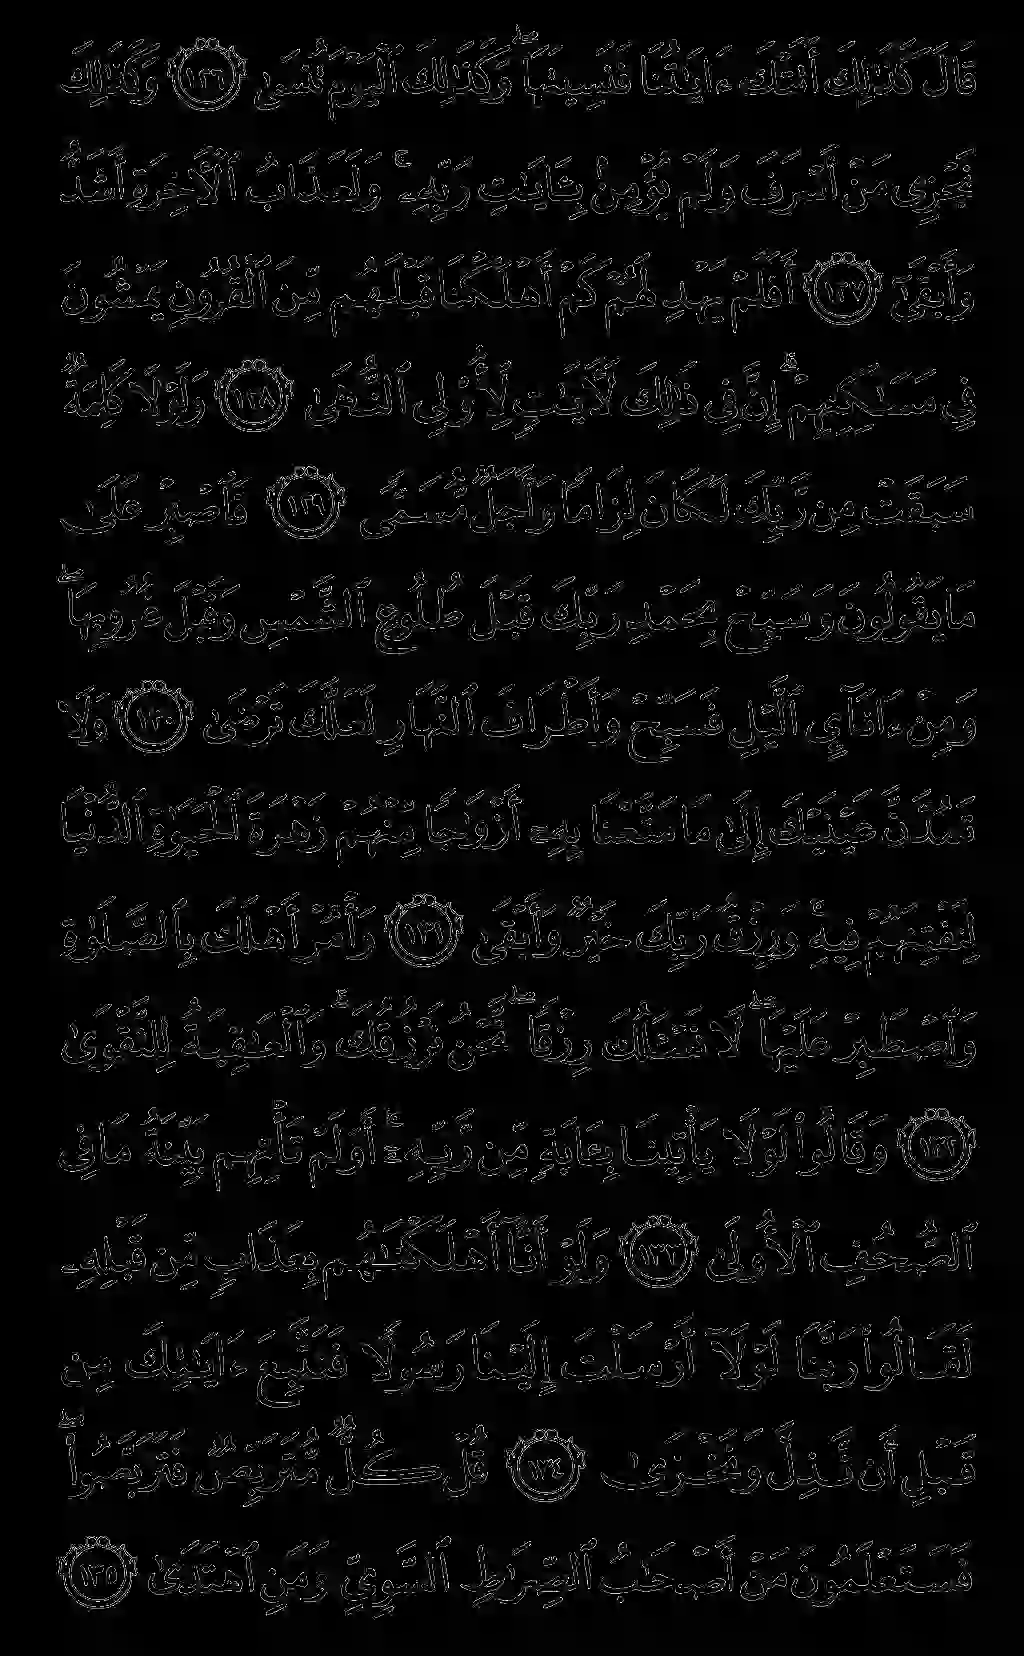 قَالَ كَذَٰلِكَ أَتَتْكَ ءَايَٰتُنَا فَنَسِيتَهَا ۖ وَكَذَٰلِكَ ٱلْيَوْمَ تُنسَىٰ ١٢٦ وَكَذَٰلِكَ
نَجْزِى مَنْ أَسْرَفَ وَلَمْ يُؤْمِنۢ بِـَٔايَٰتِ رَبِّهِۦ ۚ وَلَعَذَابُ ٱلْـَٔاخِرَةِ أَشَدُّ
وَأَبْقَىٰٓ ١٢٧ أَفَلَمْ يَهْدِ لَهُمْ كَمْ أَهْلَكْنَا قَبْلَهُم مِّنَ ٱلْقُرُونِ يَمْشُونَ
فِى مَسَٰكِنِهِمْ ۗ إِنَّ فِى ذَٰلِكَ لَـَٔايَٰتٍ لِّأُو۟لِى ٱلنُّهَىٰ ١٢٨ وَلَوْلَا كَلِمَةٌ
سَبَقَتْ مِن رَّبِّكَ لَكَانَ لِزَامًا وَأَجَلٌ مُّسَمًّى ١٢٩ فَٱصْبِرْ عَلَىٰ
مَا يَقُولُونَ وَسَبِّحْ بِحَمْدِ رَبِّكَ قَبْلَ طُلُوعِ ٱلشَّمْسِ وَقَبْلَ غُرُوبِهَا ۖ
وَمِنْ ءَانَآئِ ٱلَّيْلِ فَسَبِّحْ وَأَطْرَافَ ٱلنَّهَارِ لَعَلَّكَ تَرْضَىٰ ١٣٠ وَلَا
تَمُدَّنَّ عَيْنَيْكَ إِلَىٰ مَا مَتَّعْنَا بِهِۦٓ أَزْوَٰجًا مِّنْهُمْ زَهْرَةَ ٱلْحَيَوٰةِ ٱلدُّنْيَا
لِنَفْتِنَهُمْ فِيهِ ۚ وَرِزْقُ رَبِّكَ خَيْرٌ وَأَبْقَىٰ ١٣١ وَأْمُرْ أَهْلَكَ بِٱلصَّلَوٰةِ
وَٱصْطَبِرْ عَلَيْهَا ۖ لَا نَسْـَٔلُكَ رِزْقًا ۖ نَّحْنُ نَرْزُقُكَ ۗ وَٱلْعَٰقِبَةُ لِلتَّقْوَىٰ
١٣٢ وَقَالُوا۟ لَوْلَا يَأْتِينَا بِـَٔايَةٍ مِّن رَّبِّهِۦٓ ۚ أَوَلَمْ تَأْتِهِم بَيِّنَةُ مَا فِى
ٱلصُّحُفِ ٱلْأُولَىٰ ١٣٣ وَلَوْ أَنَّآ أَهْلَكْنَٰهُم بِعَذَابٍ مِّن قَبْلِهِۦ
لَقَالُوا۟ رَبَّنَا لَوْلَآ أَرْسَلْتَ إِلَيْنَا رَسُولًا فَنَتَّبِعَ ءَايَٰتِكَ مِن
قَبْلِ أَن نَّذِلَّ وَنَخْزَىٰ ١٣٤ قُلْ كُلٌّ مُّتَرَبِّصٌ فَتَرَبَّصُوا۟ ۖ
فَسَتَعْلَمُونَ مَنْ أَصْحَٰبُ ٱلصِّرَٰطِ ٱلسَّوِىِّ وَمَنِ ٱهْتَدَىٰ ١٣٥